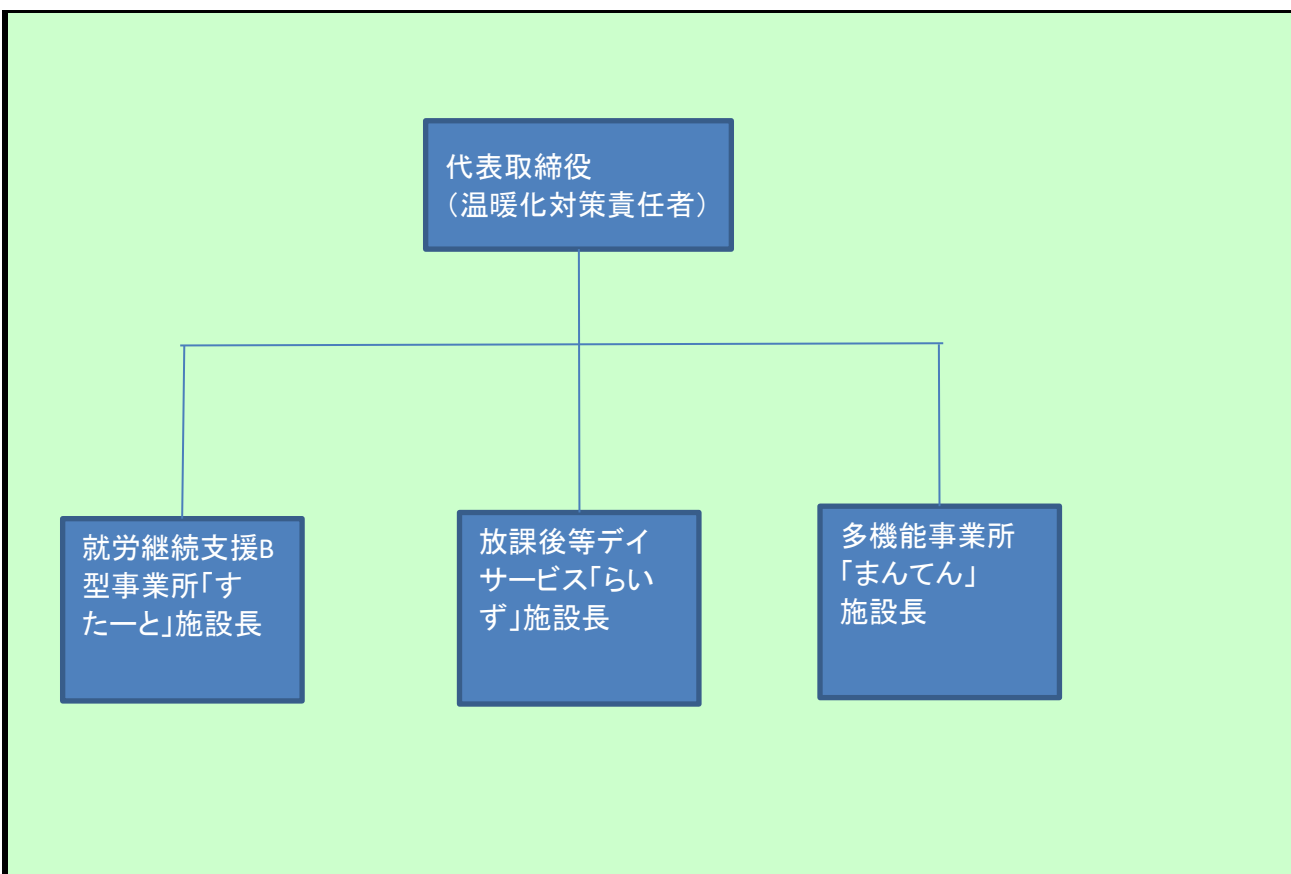 代表取締役
（温暖化対策責任者）
就労継続支援B
型事業所「す
たーと」施設長
放課後等デイ
サービス「らい
ず」施設長
多機能事業所
「まんてん」
施設長